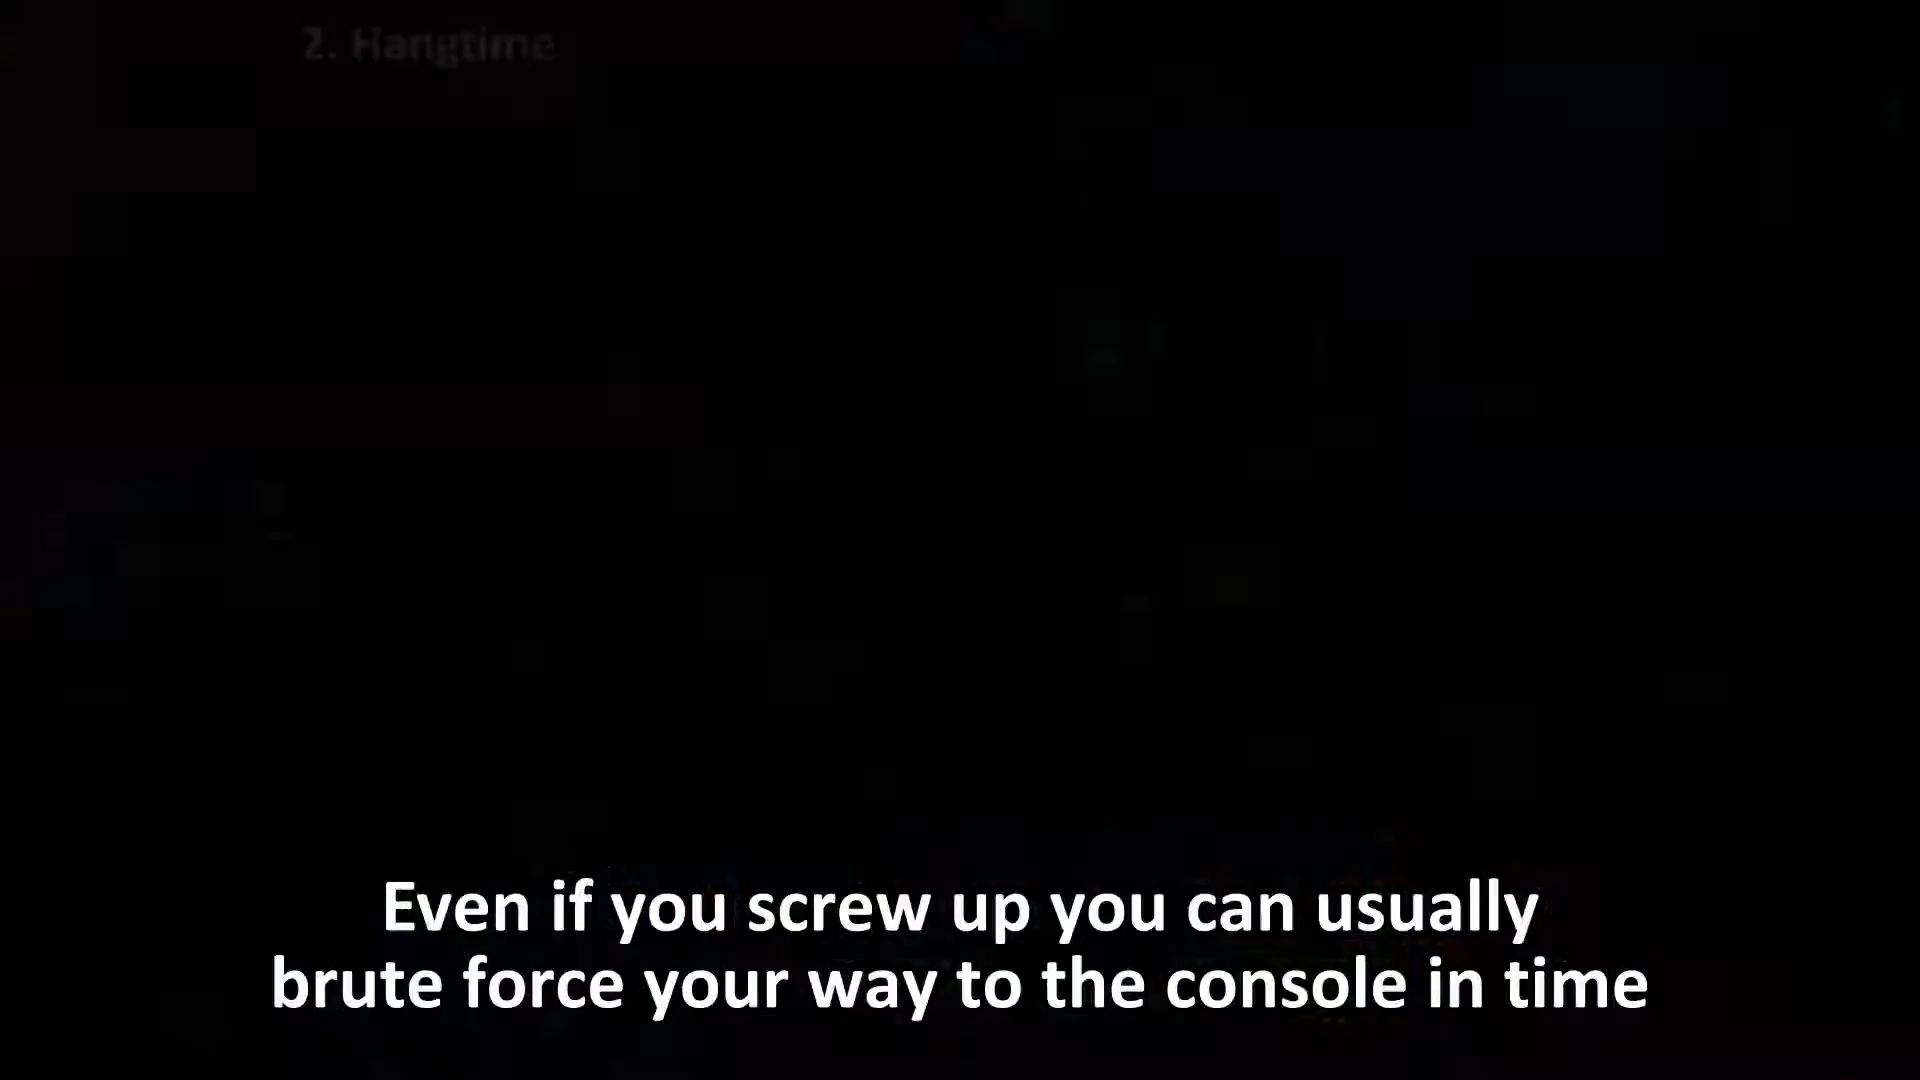 2. Hangtime
Even if you screw up you can usually
brute force your way to the console in time